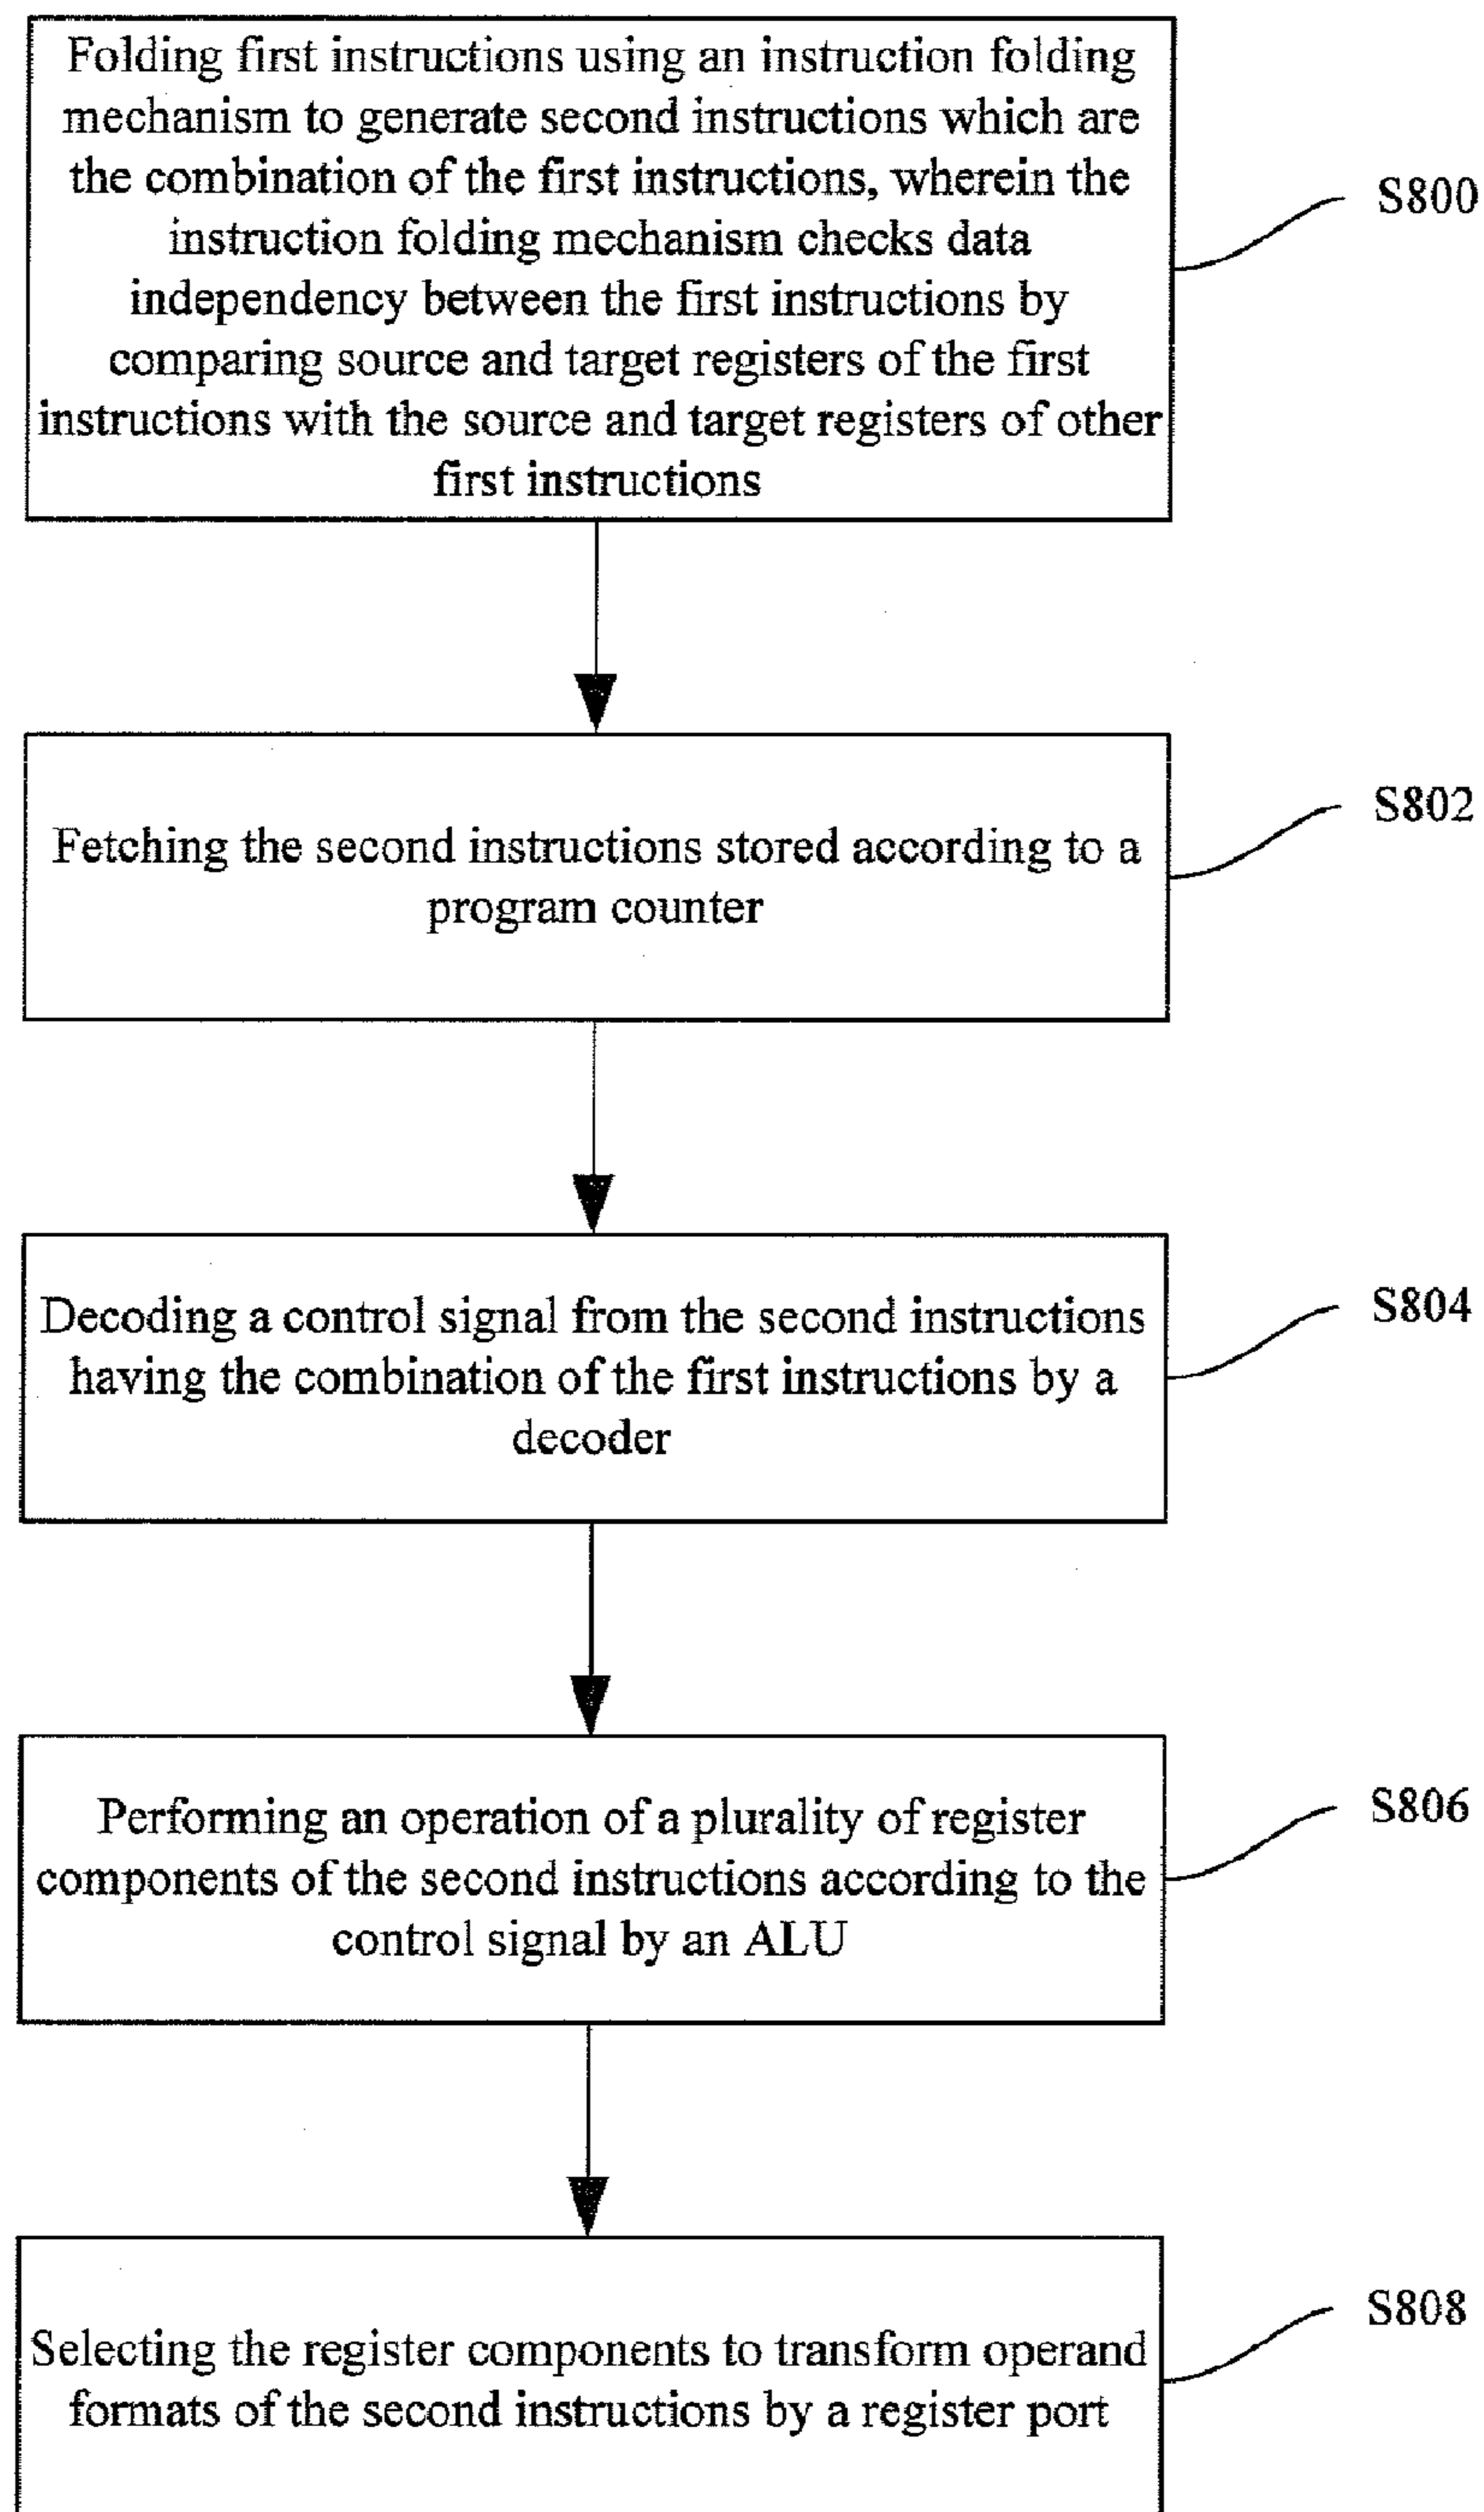 Folding first instructions using an instruction folding
mechanism to generate second instructions which are
the combination of the first instructions, wherein the
instruction folding mechanism checks data
independency between the first instructions by
comparing source and target registers of the first
instructions with the source and target registers of other
first instructions
S800
Fetching the second instructions stored according to a
program counter
S802
Decoding a control signal from the second instructions
having the combination of the first instructions by a
decoder
S804
Performing an operation of a plurality of register
components of the second instructions according to the
control signal by an ALU
S806
Selecting the register components to transform operand
formats of the second instructions by a register port
S808